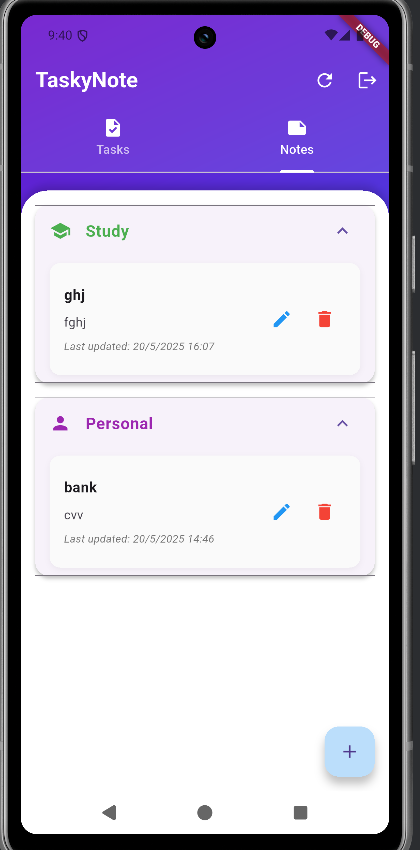 9:40
DEBUG
TaskyNote
Tasks
Notes
Study
ghj
fghj
Last updated: 20/5/2025 16:07
Personal
bank
cvv
Last updated: 20/5/2025 14:46